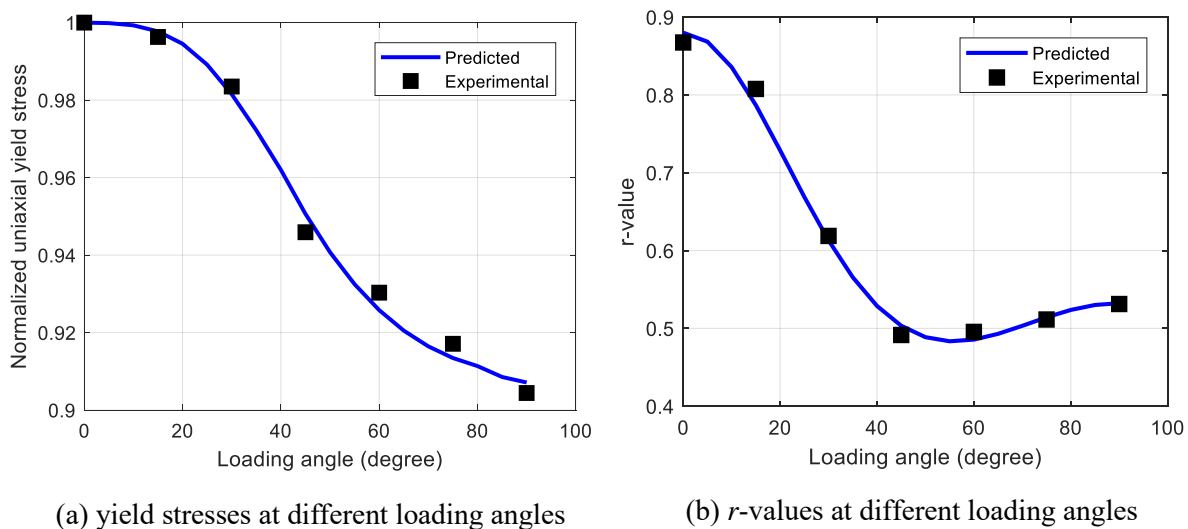 Normalized uniaxial yield stress
1
0.98
0.96
0.94
0.92
0.9
0
20
40
60
80
100
Loading angle (degree)
Predicted
Experimental
(a) yield stresses at different loading angles
r-value
0.9
0.8
0.7
0.6
0.5
0.4
0
20
40
60
80
100
Loading angle (degree)
Predicted
Experimental
(b) r-values at different loading angles